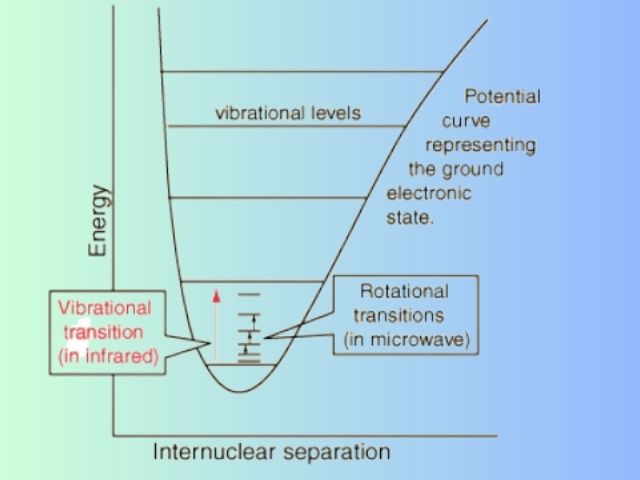 Potential
curve
representing
the ground
electronic
state.
vibrational levels
Energy
Vibrational
transition
(in infrared)
Rotational
transitions
(in microwave)
Internuclear separation